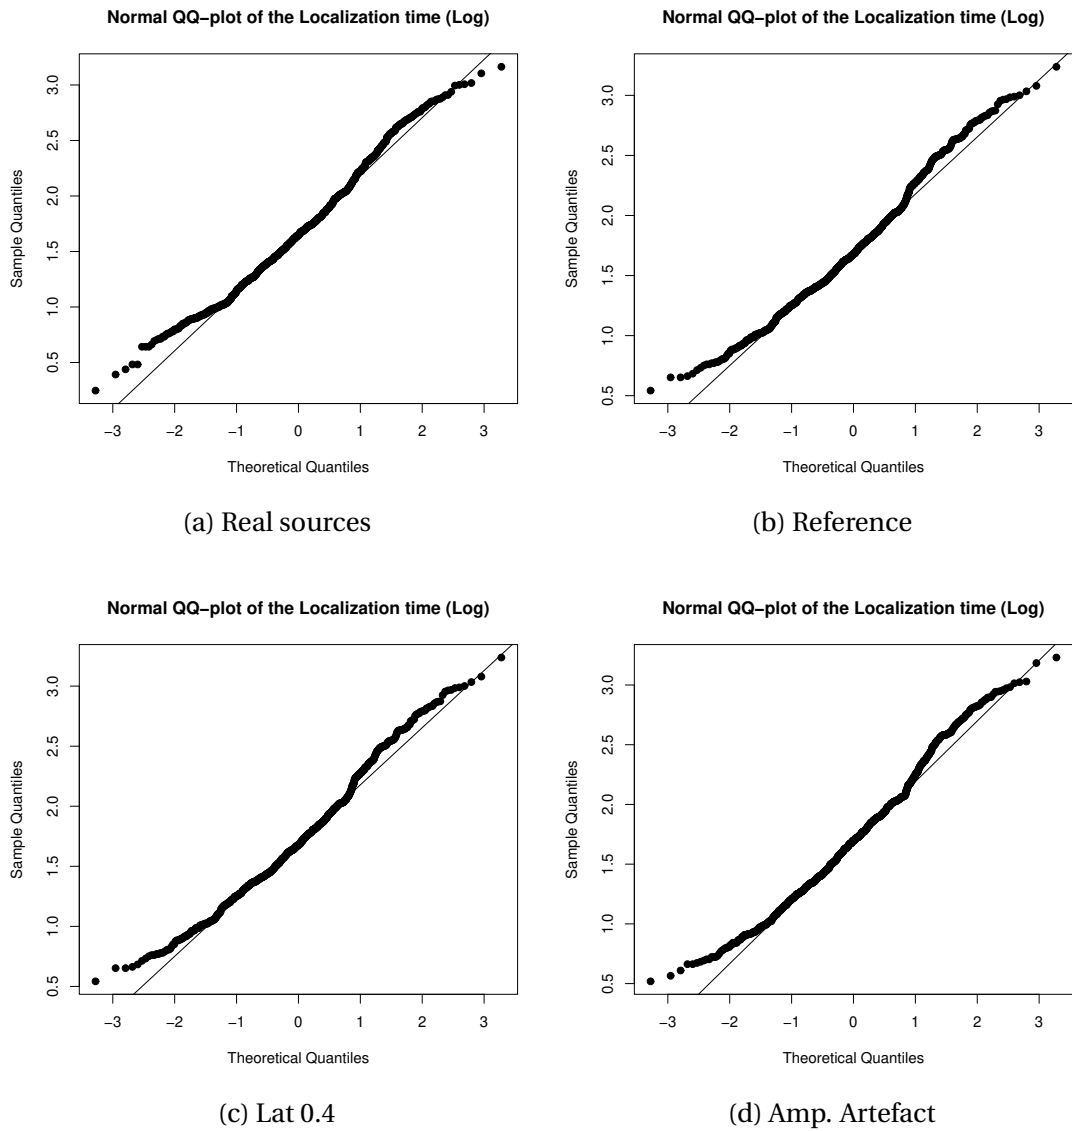 Normal QQ−plot of the Localization time (Log)
Sample Quantiles
3.0
2.5
2.0
1.5
1.0
0.5
−3 −2 −1 0 1 2 3
Theoretical Quantiles
(a) Real sources
Normal QQ−plot of the Localization time (Log)
Sample Quantiles
3.0
2.5
2.0
1.5
1.0
0.5
−3 −2 −1 0 1 2 3
Theoretical Quantiles
(b) Reference
Normal QQ−plot of the Localization time (Log)
Sample Quantiles
3.0
2.5
2.0
1.5
1.0
0.5
−3 −2 −1 0 1 2 3
Theoretical Quantiles
(c) Lat 0.4
Normal QQ−plot of the Localization time (Log)
Sample Quantiles
3.0
2.5
2.0
1.5
1.0
0.5
−3 −2 −1 0 1 2 3
Theoretical Quantiles
(d) Amp. Artefact